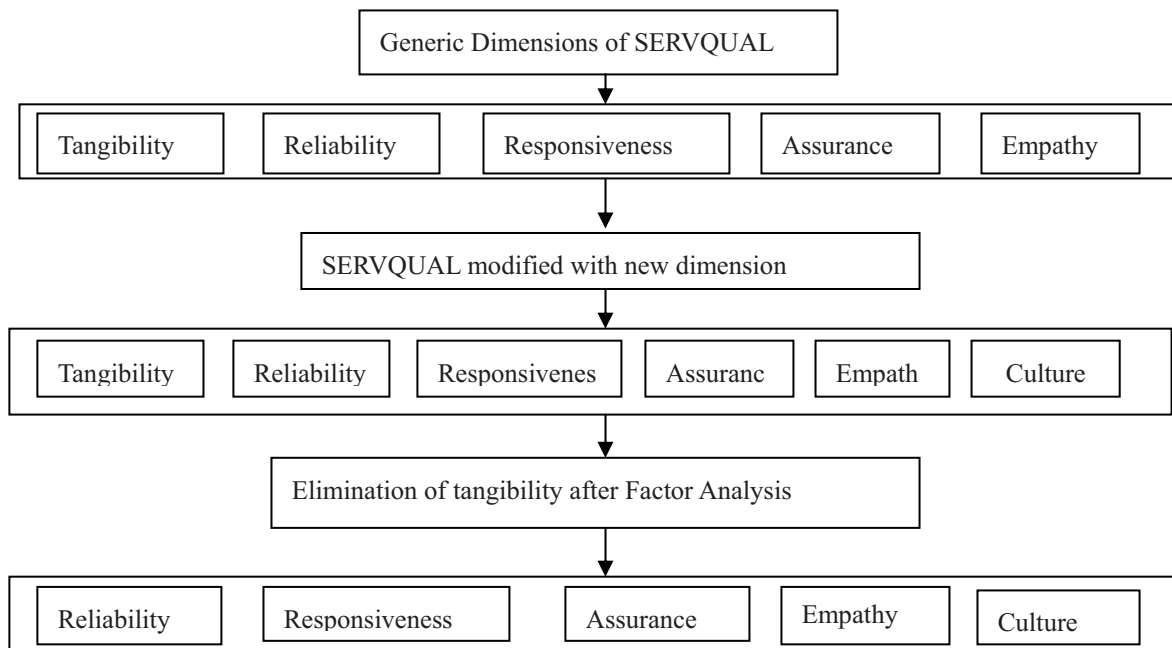 Generic Dimensions of SERVQUAL
Tangibility Reliability Responsiveness Assurance Empathy
SERVQUAL modified with new dimension
Tangibility Reliability Responsivenes Assuranc Empath Culture
Elimination of tangibility after Factor Analysis
Reliability Responsiveness Assurance Empathy Culture